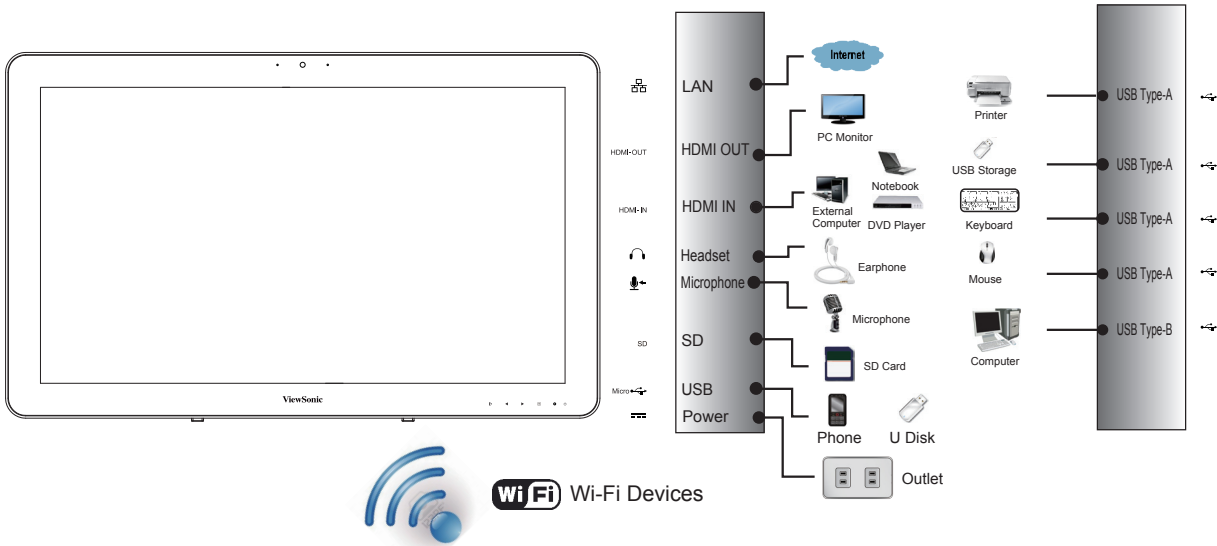 ViewSonic
HDMI-OUT
HDMI-IN
SD
Micro
LAN
HDMI OUT
HDMI IN
Headset
Microphone
SD
USB
Power
Internet
PC Monitor
Notebook
External
Computer
DVD Player
Earphone
Microphone
SD Card
Phone
U Disk
Outlet
Printer
USB Storage
Keyboard
Mouse
Computer
USB Type-A
USB Type-A
USB Type-A
USB Type-A
USB Type-B
Wi Fi
Wi-Fi Devices